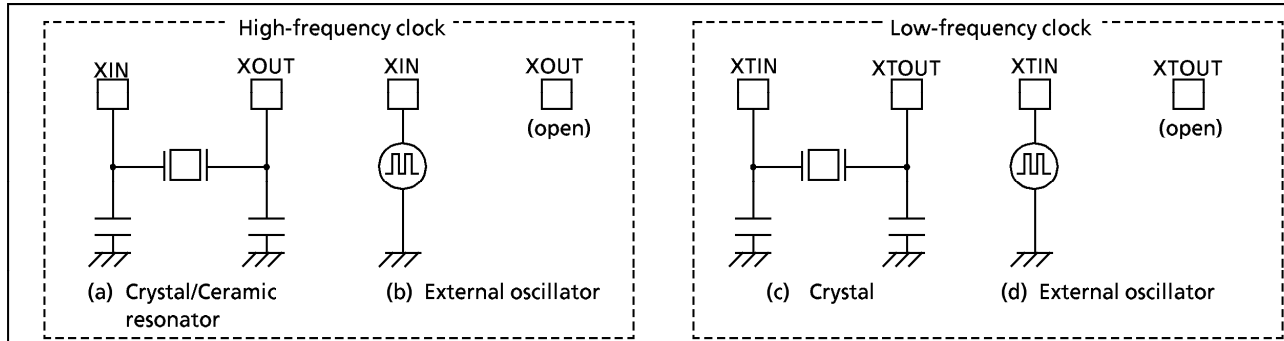 High-frequency clock
XIN
XOUT
XIN
XOUT
(open)
(a) Crystal/Ceramic
resonator
(b) External oscillator
Low-frequency clock
XTIN
XTOUT
XTIN
XTOUT
(open)
(c) Crystal
(d) External oscillator